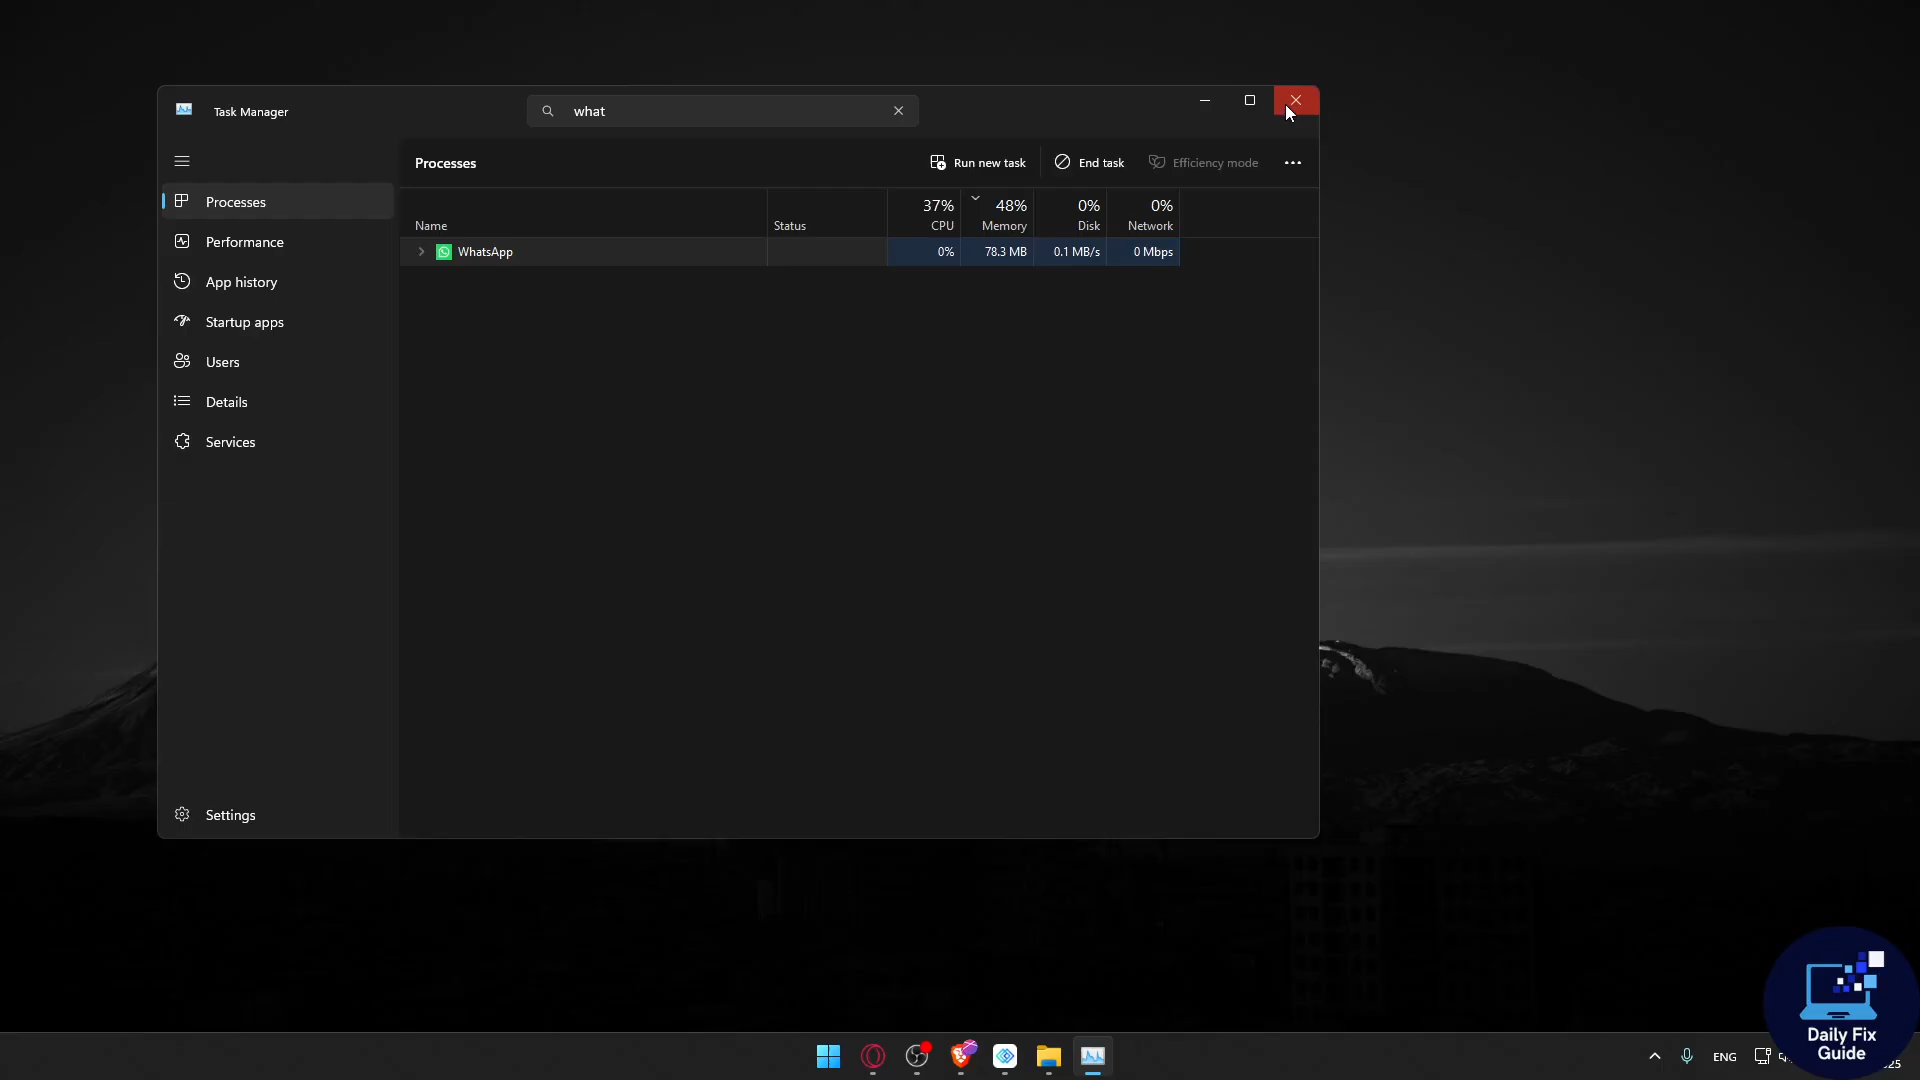 Task Manager
what
Processes
Run new task
End task
Efficiency mode
Processes
Performance
App history
Startup apps
Users
Details
Services
Settings
37% 48% 0% 0%
Name Status CPU Memory Disk Network
WhatsApp 0% 78.3 MB 0.1 MB/s 0 Mbps
ENG
Daily Fix
Guide